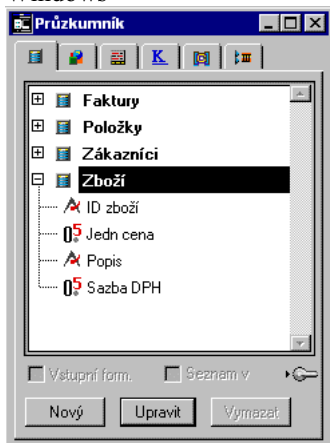 Průzkumník
K
Faktury
Položky
Zákazníci
Zboží
ID zboží
Jedn cena
Popis
Sazba DPH
Vstupní form.
Seznam v
Nový
Upravit
Vymazat